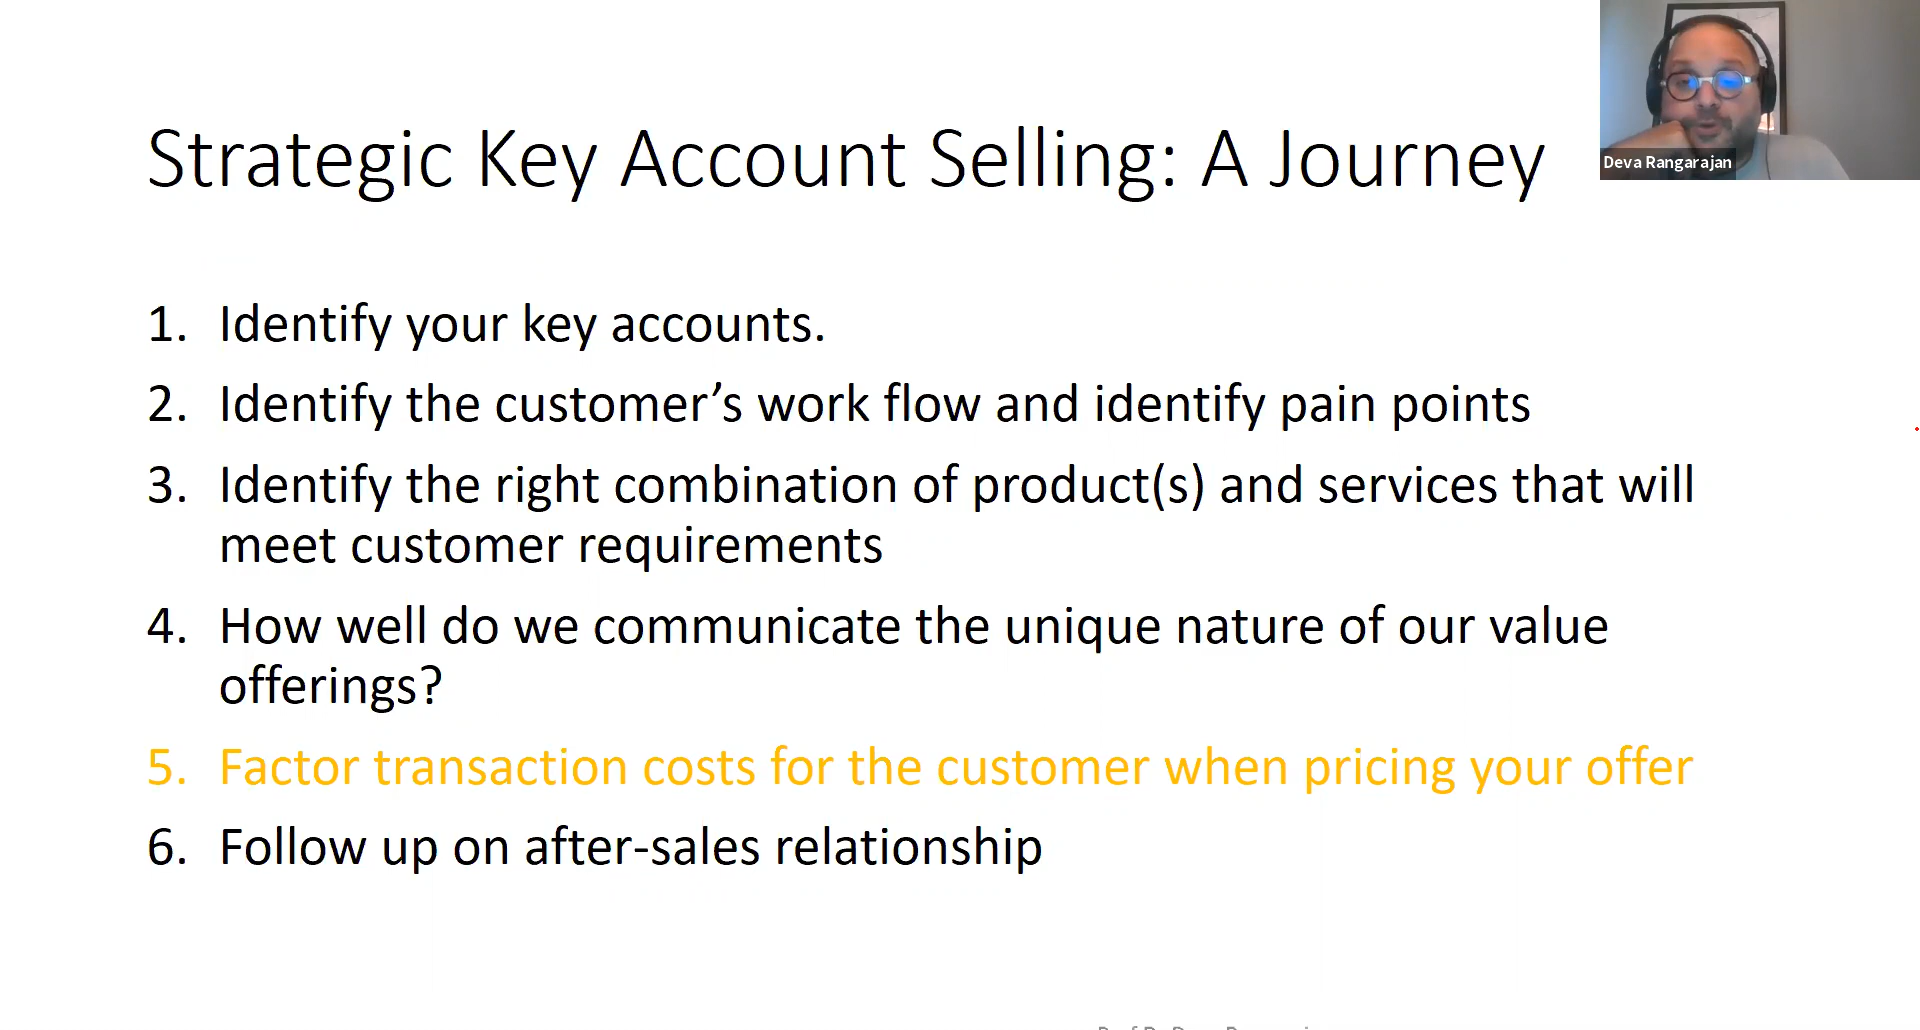 Strategic Key Account Selling: A Journey
Deva Rangarajan
1. Identify your key accounts.
2. Identify the customer’s work flow and identify pain points
3. Identify the right combination of product(s) and services that will
meet customer requirements
4. How well do we communicate the unique nature of our value
offerings?
5. Factor transaction costs for the customer when pricing your offer
6. Follow up on after-sales relationship